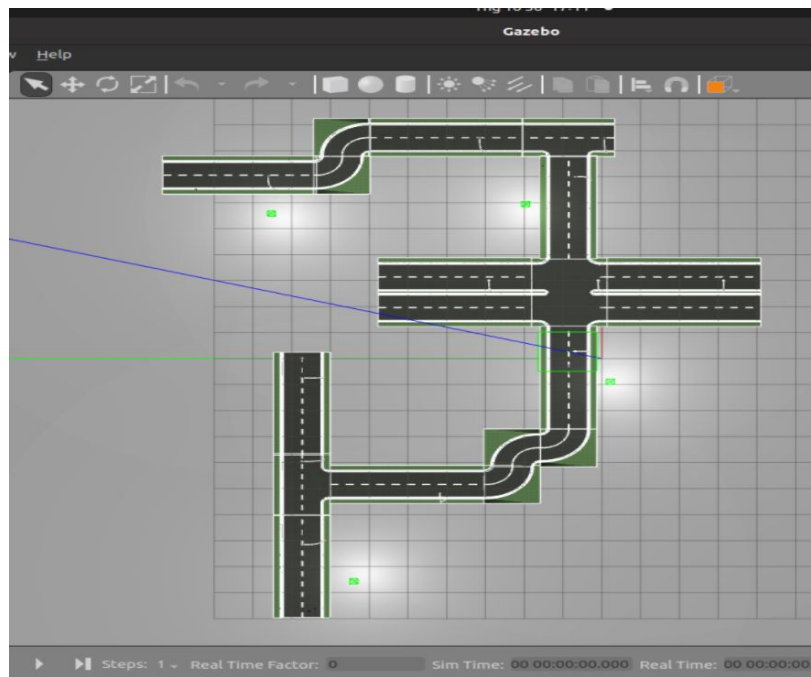 Gazebo
Help
Steps: 1
Real Time Factor: 0
Sim Time: 00 00:00:00.000
Real Time: 00 00:00:00